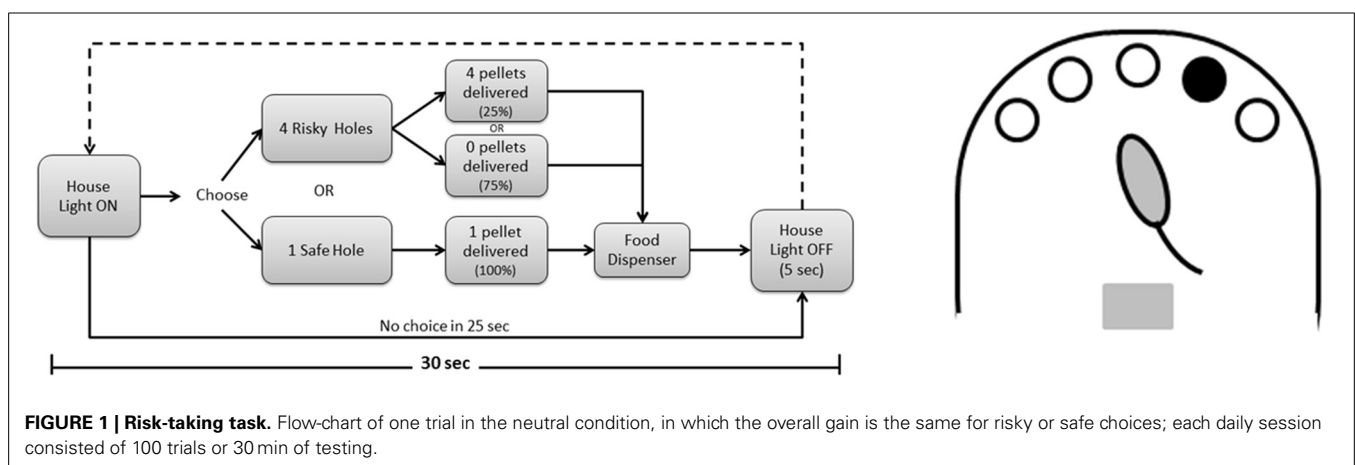 House
Light ON
Choose
4 Risky Holes
OR
1 Safe Hole
4 pellets
delivered
(25%)
OR
0 pellets
delivered
(75%)
1 pellet
delivered
(100%)
Food
Dispenser
House
Light OFF
(5 sec)
No choice in 25 sec
30 sec
FIGURE 1 | Risk-taking task. Flow-chart of one trial in the neutral condition, in which the overall gain is the same for risky or safe choices; each daily session
consisted of 100 trials or 30 min of testing.